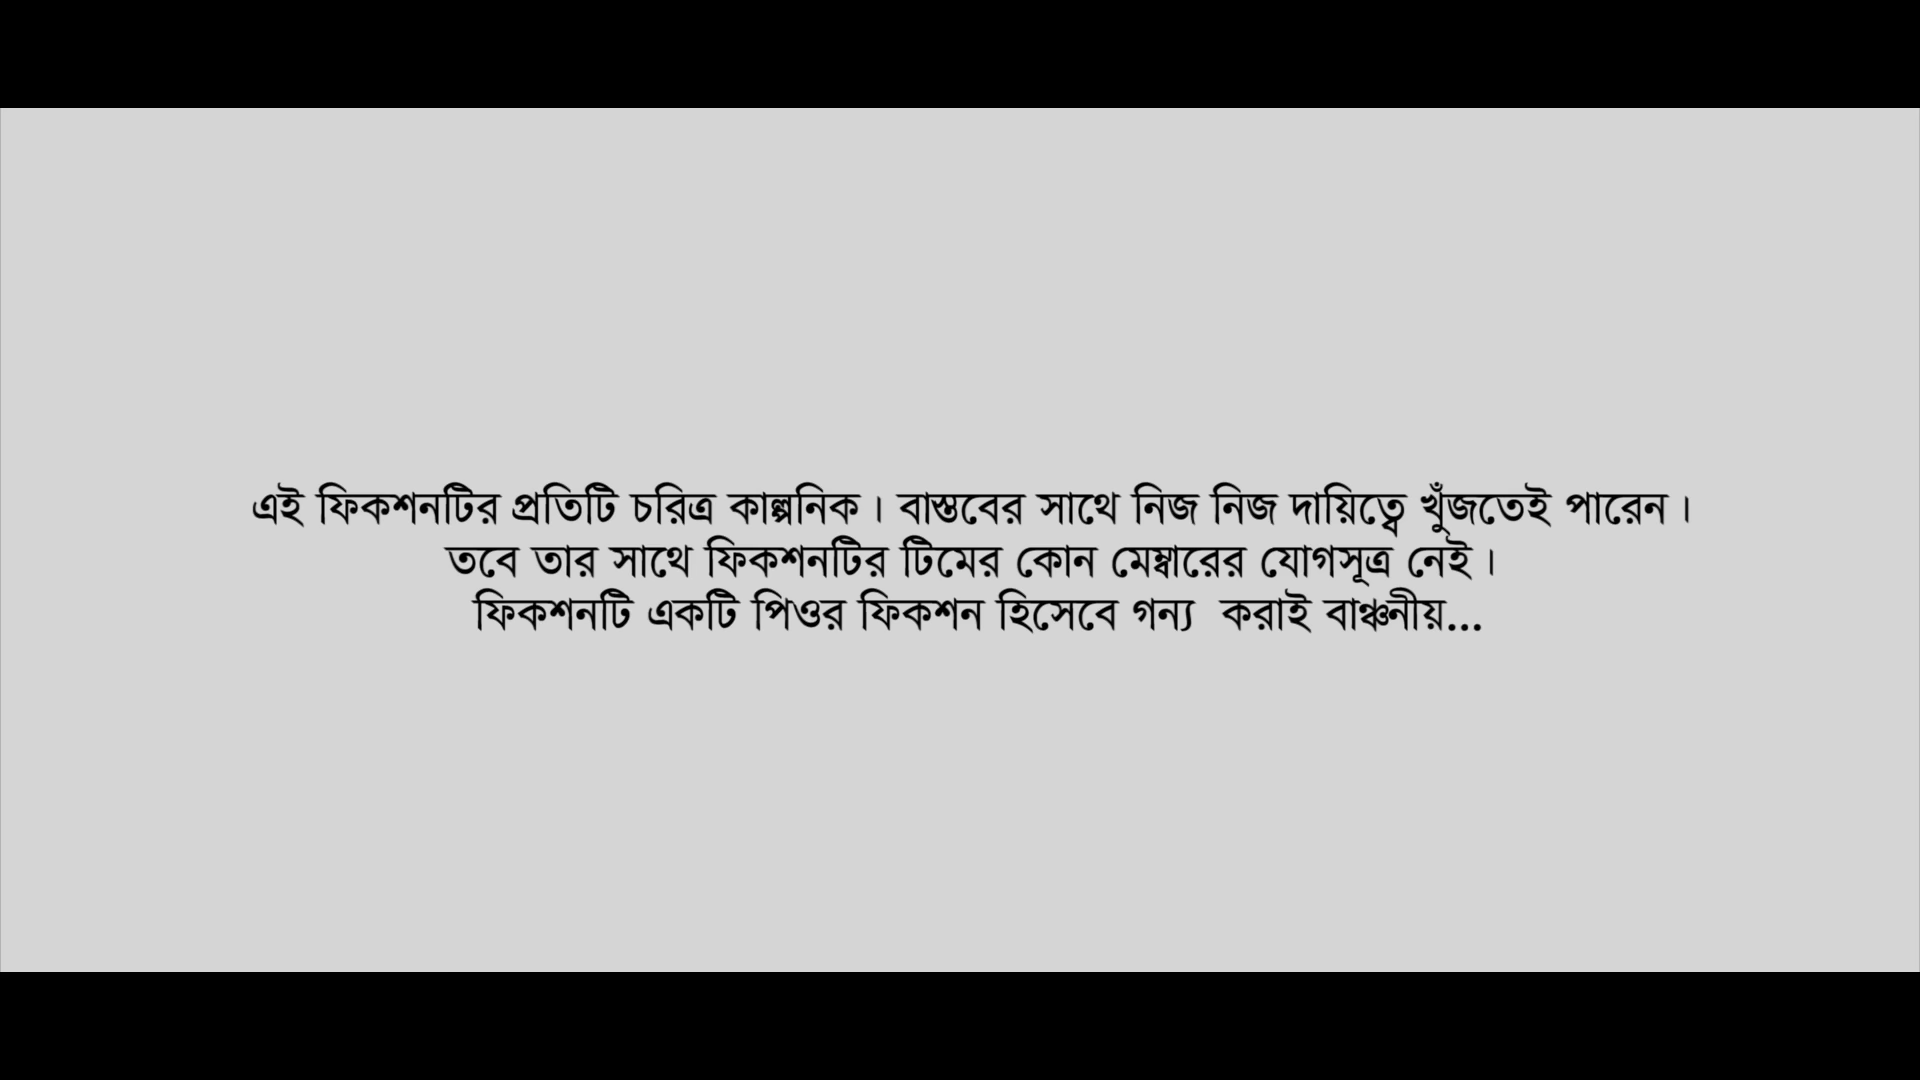 এই ফিকশনটির প্রতিটি চরিত্র কাল্পনিক। বাস্তবের সাথে নিজ নিজ দায়িত্বে খুঁজতেই পারেন।
তবে তার সাথে ফিকশনটির টিমের কোন মেম্বারের যোগসূত্র নেই।
ফিকশনটি একটি পিওর ফিকশন হিসেবে গন্য করাই বাঞ্চনীয়...